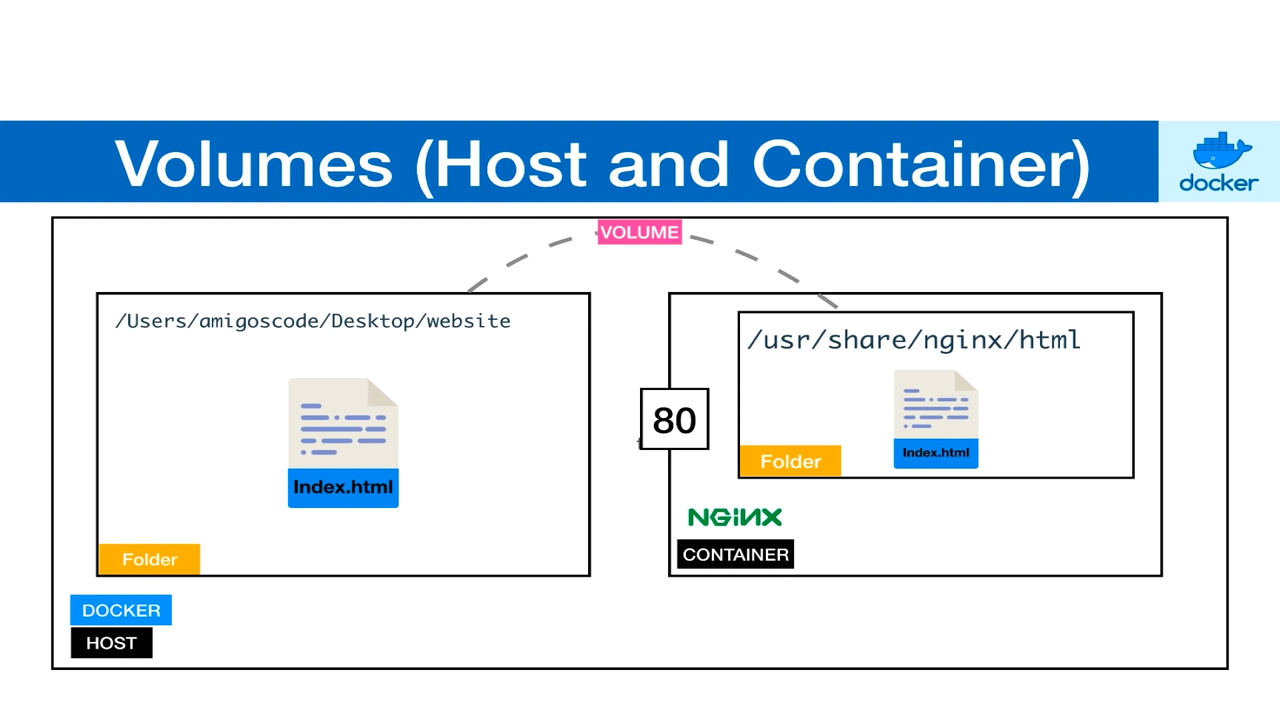 Volumes (Host and Container)
docker
VOLUME
/Users/amigoscode/Desktop/website
Index.html
Folder
80
/usr/share/nginx/html
Index.html
Folder
NGINX
CONTAINER
DOCKER
HOST